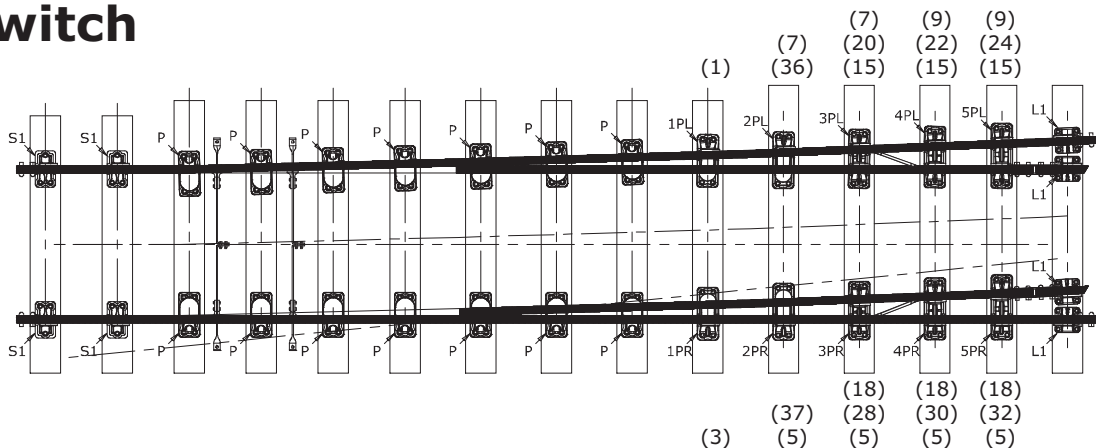 witch
(7) (9) (9)
(7) (20) (22) (24)
(1) (36) (15) (15) (15)
S1 S1 P P P P P P P 1PL 2PL 3PL 4PL 5PL L1
L1
L1
S1 S1 P P P P P P P 1PR 2PR 3PR 4PR 5PR L1
(18) (18) (18)
(37) (28) (30) (32)
(3) (5) (5) (5) (5)